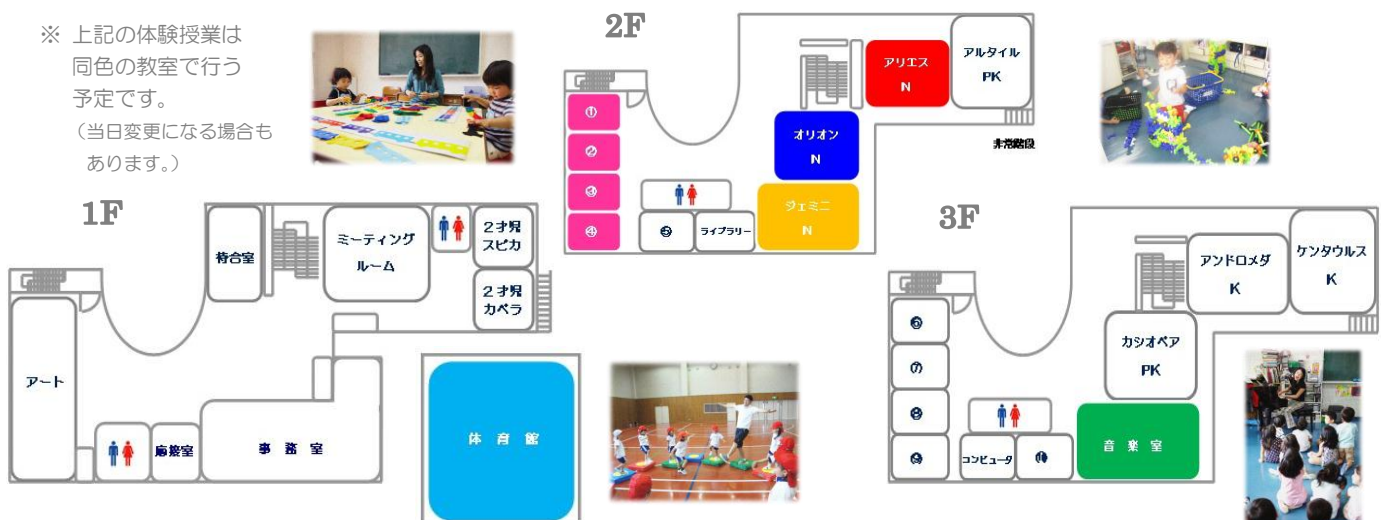 ※ 上記の体験授業は
同色の教室で行う
予定です。
（当日変更になる場合も
あります。）
1F
待合室
ミーティング
ルーム
2才児
スピカ
2才児
カペラ
アート
応接室
事務室
体育館
2F
①
②
③
④
⑤
ライブラリー
アリエス
N
アルタイル
PK
オリオン
N
ジェミニ
N
非常階段
3F
⑦
⑧
⑨
コンピュータ
⑩
アンドロメダ
K
ケンタウルス
K
カシオペア
PK
音楽室